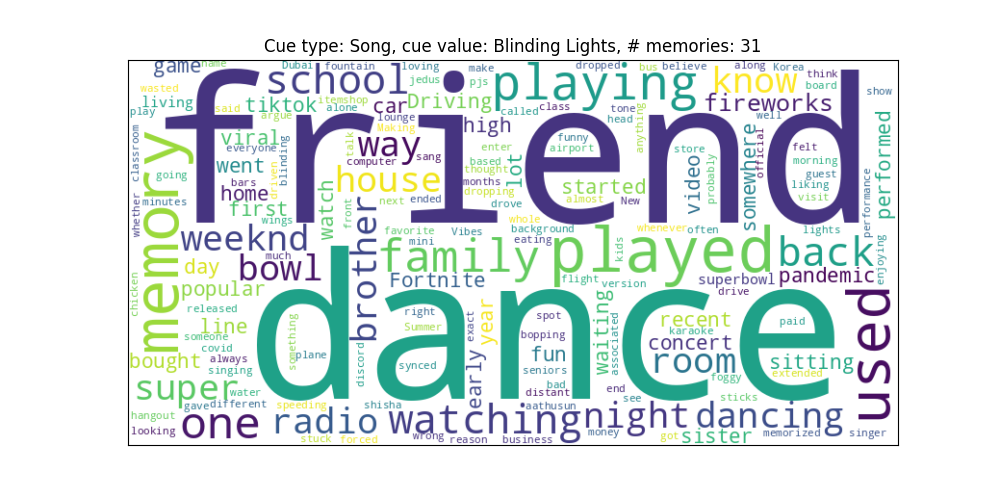 Cue type: Song, cue value: Blinding Lights, # memories: 31
game name Dubai fountain loving make dropped bus believe along Korea
wasted school jedus pjs playing know think board show
living tiktok itemshop car Driving called class tone fireworks
play said argue alone lounge Making high head anything well official performed
friend
viral everyone talk way sang enter funny airport store video somewhere felt
classroom memory went blinding computer based thought lot morning guest
going bars driven house months dropping started probably liking visit
minutes home watch front next ended drove almost New
whether first wings brother favorite whole background whenever often lights performance
weeknd mini Vibes eating played kids back enjoying
day much bowl family flight version superbowl pandemic
chicken popular Fortnite drive
released dance used
line something right Summer exact year spot Waiting recent paid
someone covid bopping associated karaoke concert
bought always plane discord synced early fun room sitting
singing seniors foggy extended
super water bad end see sticks
gave different speeding shisha distant aathusun
hangout one radio watching night dancing
looking stuck forced wrong reason business money got sister memorized singer